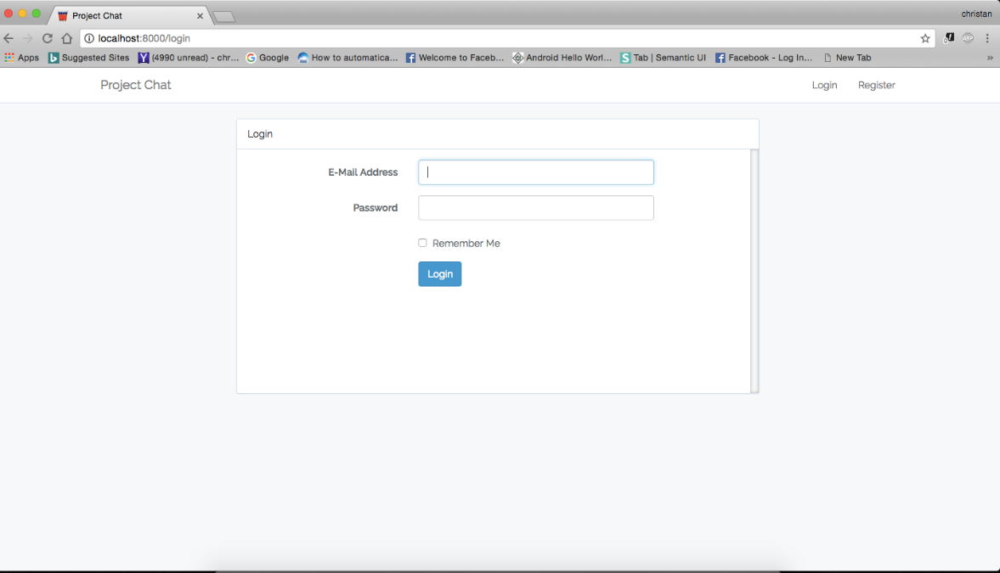 Project Chat
christan
localhost:8000/login
Apps Suggested Sites (4990 unread) - chr... Google How to automatica... Welcome to Faceb... Android Hello Worl... Tab | Semantic UI Facebook - Log In... New Tab »
Project Chat Login Register
Login
E-Mail Address
Password
Remember Me
Login